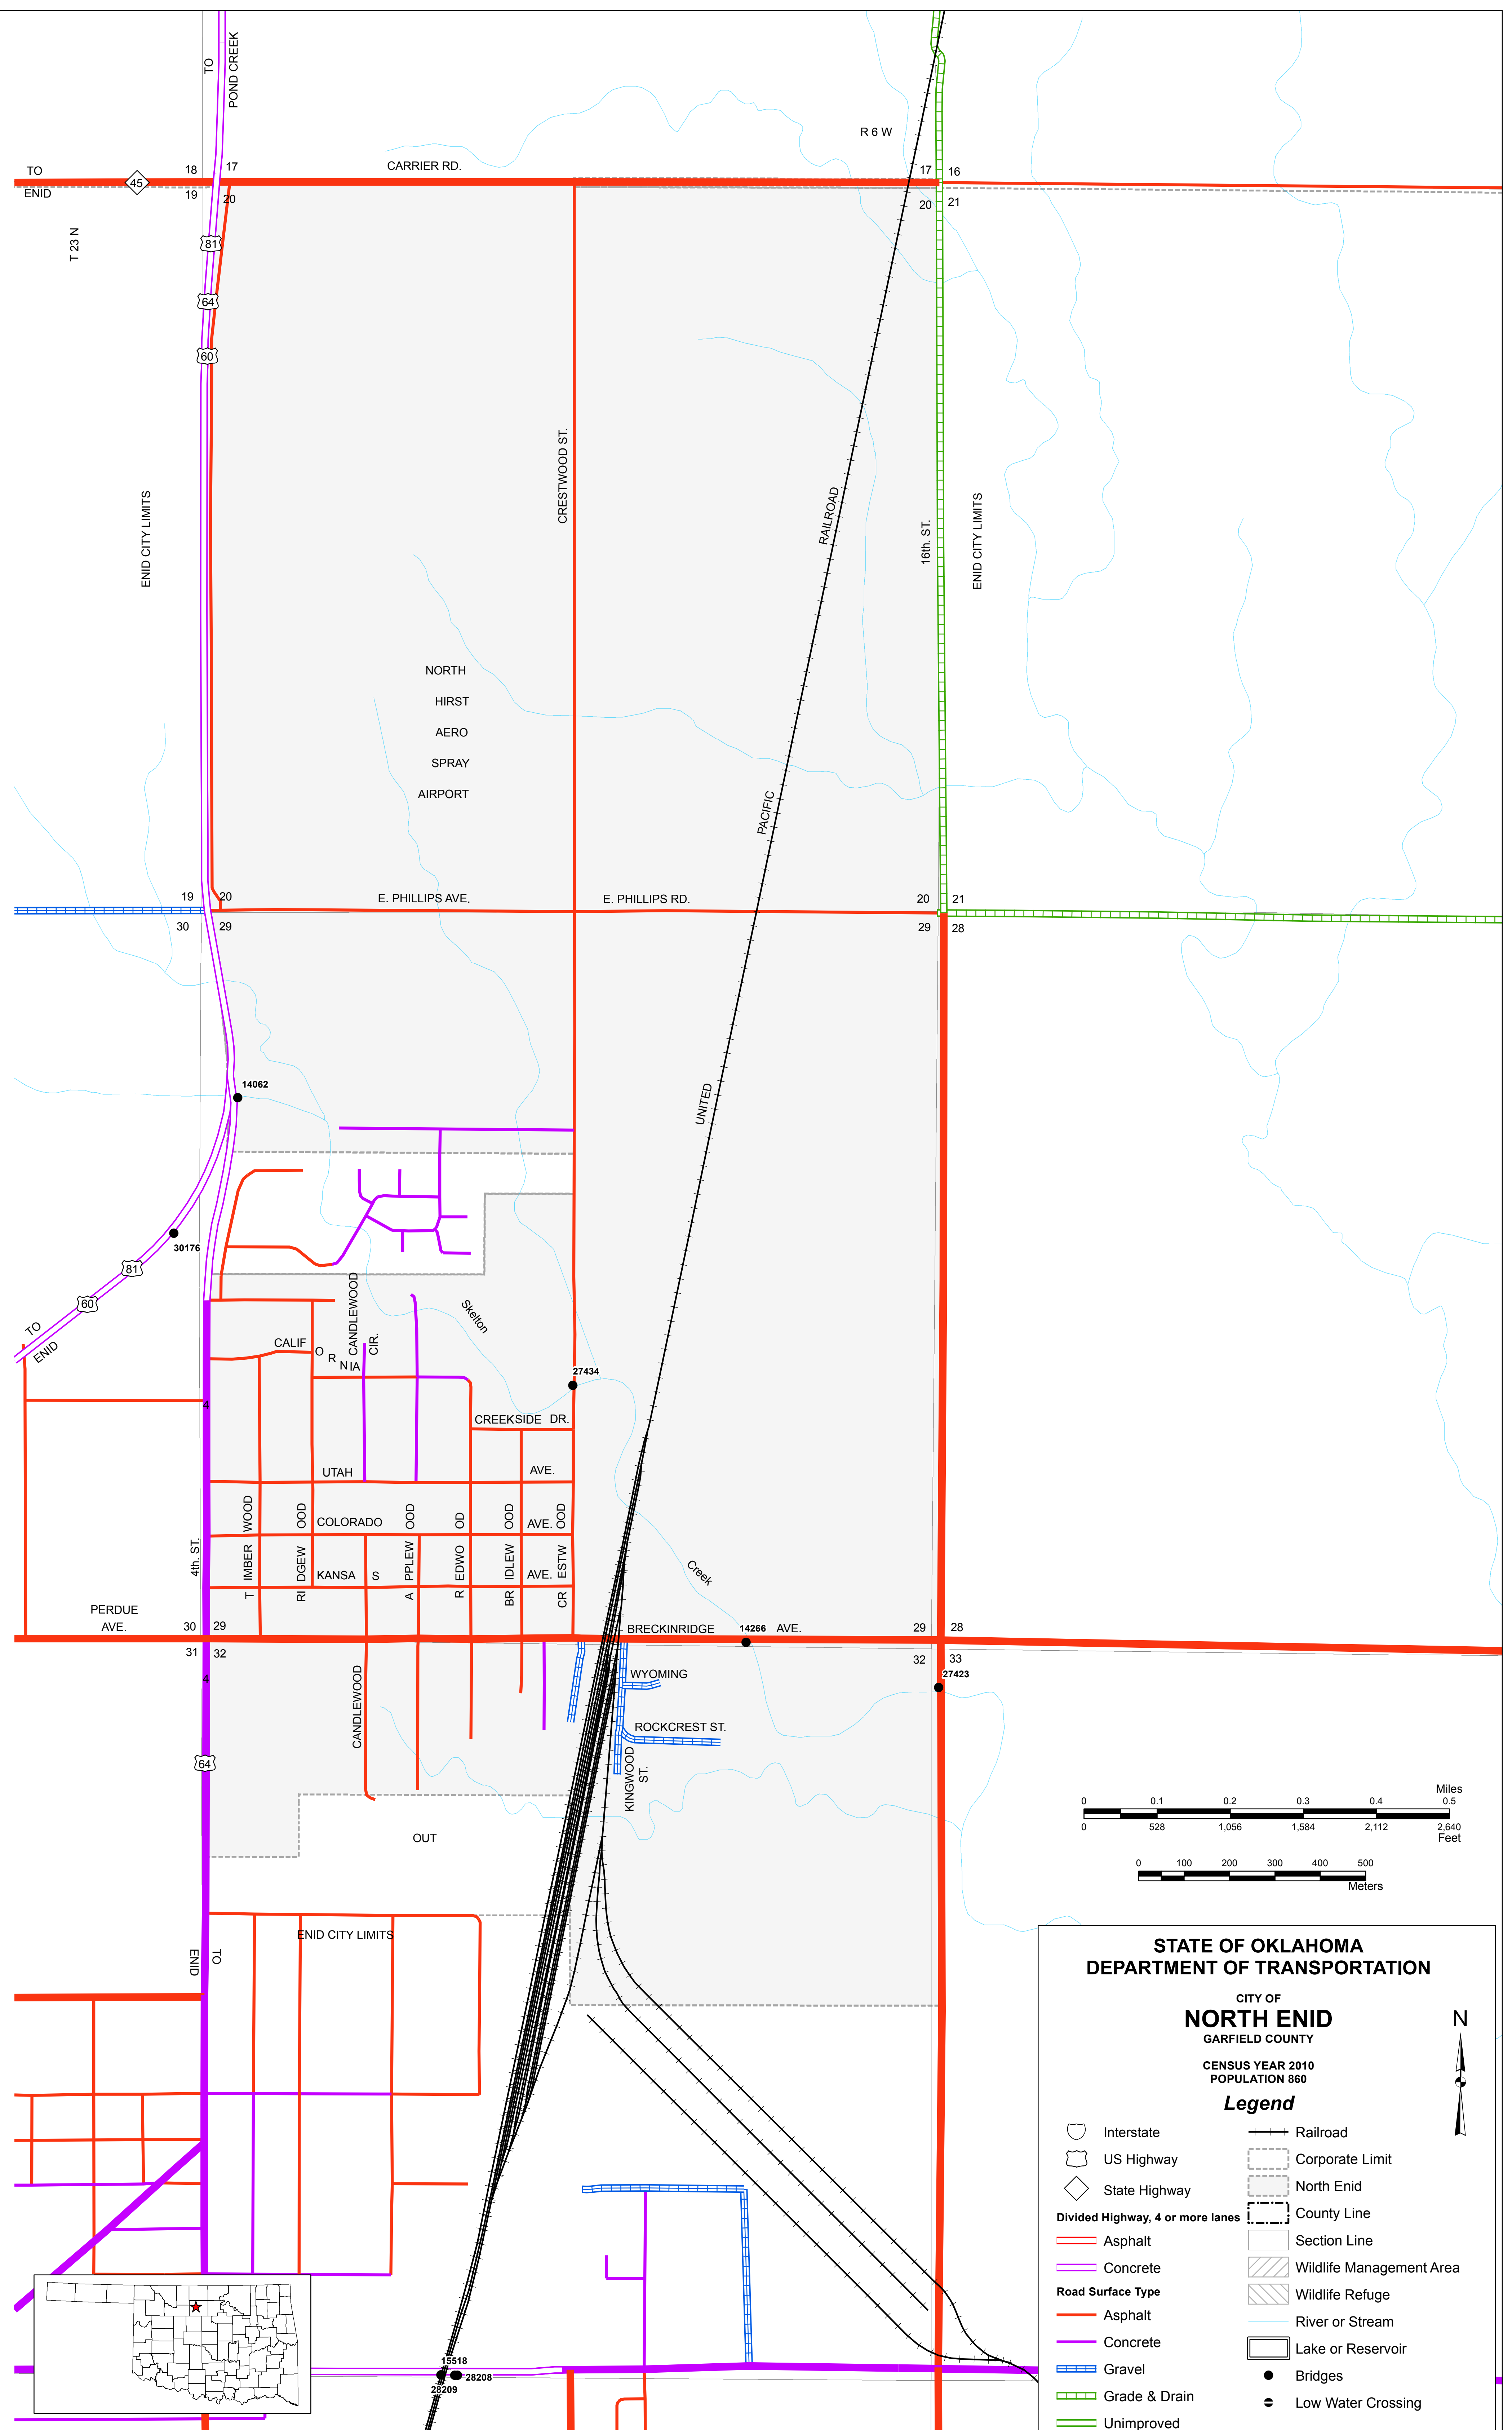 TO
POND CREEK
R 6 W
TO
ENID
45
18
17
19
20
CARRIER RD.
17
16
20
21
T 23 N
81
64
60
ENID CITY LIMITS
CRESTWOOD ST.
RAILROAD
16th. ST.
ENID CITY LIMITS
NORTH
HIRST
AERO
SPRAY
AIRPORT
PACIFIC
19
20
30
29
E. PHILLIPS AVE.
E. PHILLIPS RD.
20
21
29
28
14062
UNITED
30176
81
60
TO
ENID
CANDLEWOOD
CIR.
Skelton
CALIF
O
R
N
IA
27434
4
CREEKSIDE DR.
UTAH
AVE.
COLORADO
AVE.
KANSA S
AVE.
4th. ST.
T IMBER WOOD
RI DGEW OOD
A PPLEW OOD
R EDWO OD
BR IDLEW OOD
CR ESTW OOD
Creek
PERDUE
AVE.
30
29
31
32
BRECKINRIDGE
14266
AVE.
29
28
32
33
27423
4
WYOMING
CANDLEWOOD
ROCKCREST ST.
KINGWOOD
ST.
64
OUT
ENID CITY LIMITS
TO
ENID
Miles
0 0.1 0.2 0.3 0.4 0.5
0 528 1,056 1,584 2,112 2,640
Feet
0 100 200 300 400 500
Meters
STATE OF OKLAHOMA
DEPARTMENT OF TRANSPORTATION
CITY OF
NORTH ENID
GARFIELD COUNTY
N
CENSUS YEAR 2010
POPULATION 860
Legend
Interstate
US Highway
State Highway
Divided Highway, 4 or more lanes
Asphalt
Concrete
Road Surface Type
Asphalt
Concrete
Gravel
Grade & Drain
Unimproved
Railroad
Corporate Limit
North Enid
County Line
Section Line
Wildlife Management Area
Wildlife Refuge
River or Stream
Lake or Reservoir
Bridges
Low Water Crossing
15518
28208
28209